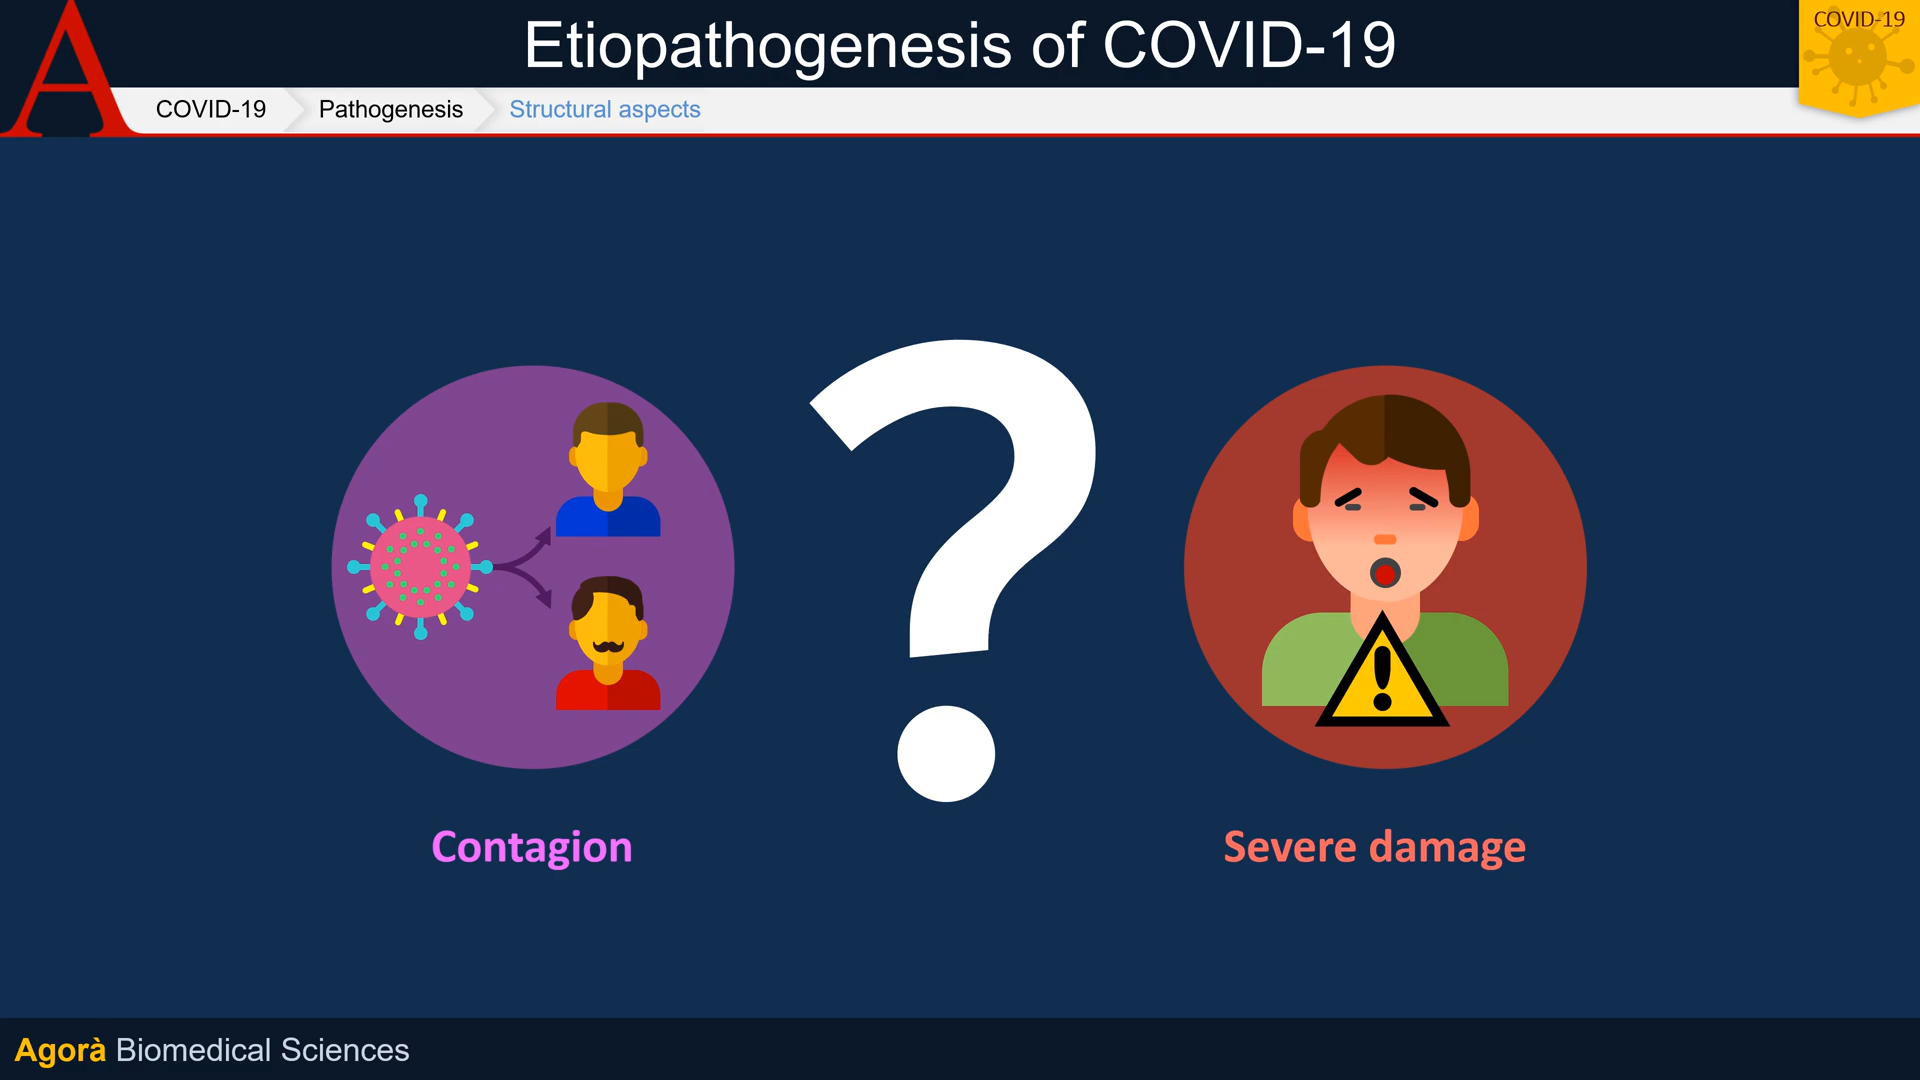 A
Etiopathogenesis of COVID-19
COVID-19
COVID-19
Pathogenesis
Structural aspects
?
!
Contagion
Severe damage
Agorà Biomedical Sciences